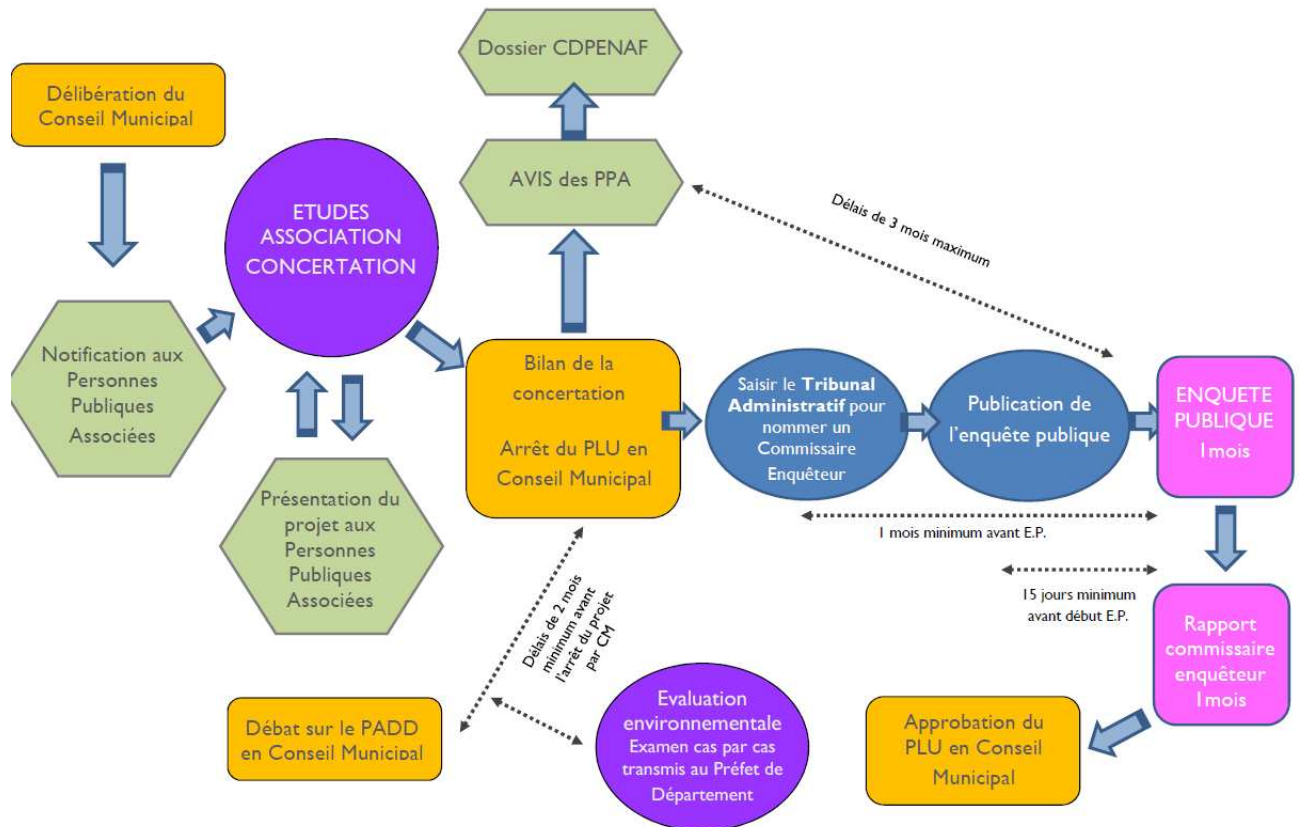 Dossier CDPENAF
Délibération du
Conseil Municipal
AVIS des PPA
ETUDES
ASSOCIATION
CONCERTATION
Délais de 3 mois maximum
Notification aux
Personnes
Publiques
Associées
Bilan de la
concertation
Arrêt du PLU en
Conseil Municipal
Saisir le Tribunal
Administratif pour
nommer un
Commissaire
Enquêteur
Publication de
l'enquête publique
ENQUETE
PUBLIQUE
1mois
Présentation du
projet aux
Personnes
Publiques
Associées
1 mois minimum avant E.P.
15 jours minimum
avant début E.P.
Délais de 2 mois
minimum avant
l'arrêt du projet
par CM
Rapport
commissaire
enquêteur
1mois
Débat sur le PADD
en Conseil Municipal
Evaluation
environnementale
Examen cas par cas
transmis au Préfet de
Département
Approbation du
PLU en Conseil
Municipal